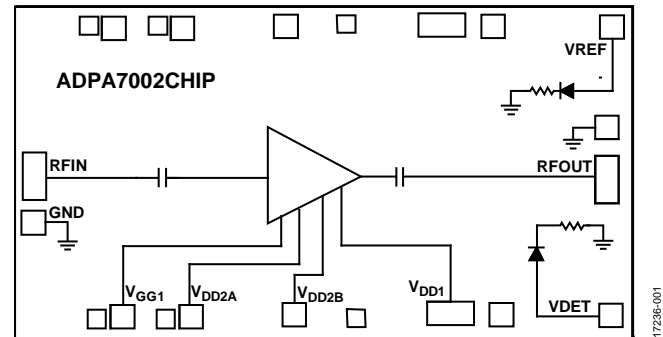 VREF
ADPA7002CHIP
RFIN
RFOUT
GND
VGG1
VDD2A
VDD2B
VDD1
VDET
17236-001